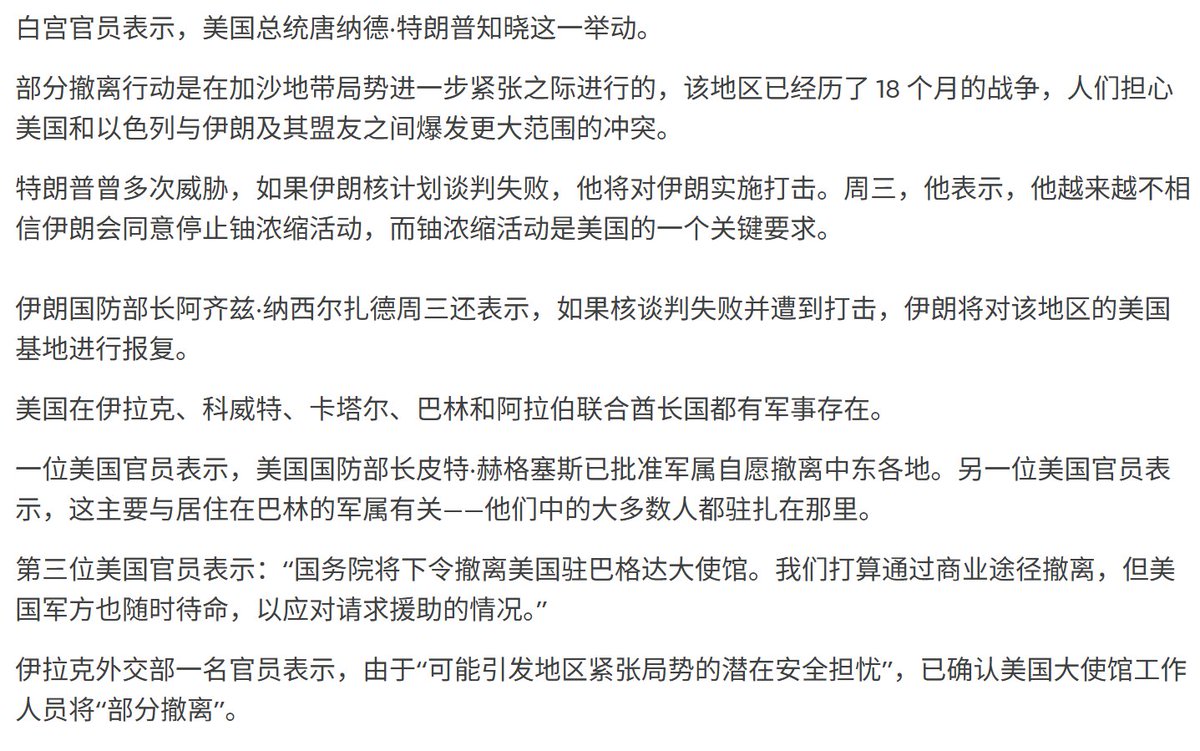 白宫官员表示，美国总统唐纳德·特朗普知晓这一举动。
部分撤离行动是在加沙地带局势进一步紧张之际进行的，该地区已经历了 18 个月的战争，人们担心
美国和以色列与伊朗及其盟友之间爆发更大范围的冲突。
特朗普曾多次威胁，如果伊朗核计划谈判失败，他将对伊朗实施打击。周三，他表示，他越来越不相
信伊朗会同意停止铀浓缩活动，而铀浓缩活动是美国的一个关键要求。
伊朗国防部长阿齐兹·纳西尔扎德周三还表示，如果核谈判失败并遭到打击，伊朗将对该地区的美国
基地进行报复。
美国在伊拉克、科威特、卡塔尔、巴林和阿拉伯联合酋长国都有军事存在。
一位美国官员表示，美国国防部长皮特·赫格塞斯已批准军属自愿撤离中东各地。另一位美国官员表
示，这主要与居住在巴林的军属有关——他们中的大多数人都驻扎在那里。
第三位美国官员表示：“国务院将下令撤离美国驻巴格达大使馆。我们打算通过商业途径撤离，但美
国军方也随时待命，以应对请求援助的情况。”
伊拉克外交部一名官员表示，由于“可能引发地区紧张局势的潜在安全担忧”，已确认美国大使馆工作
人员将“部分撤离”。